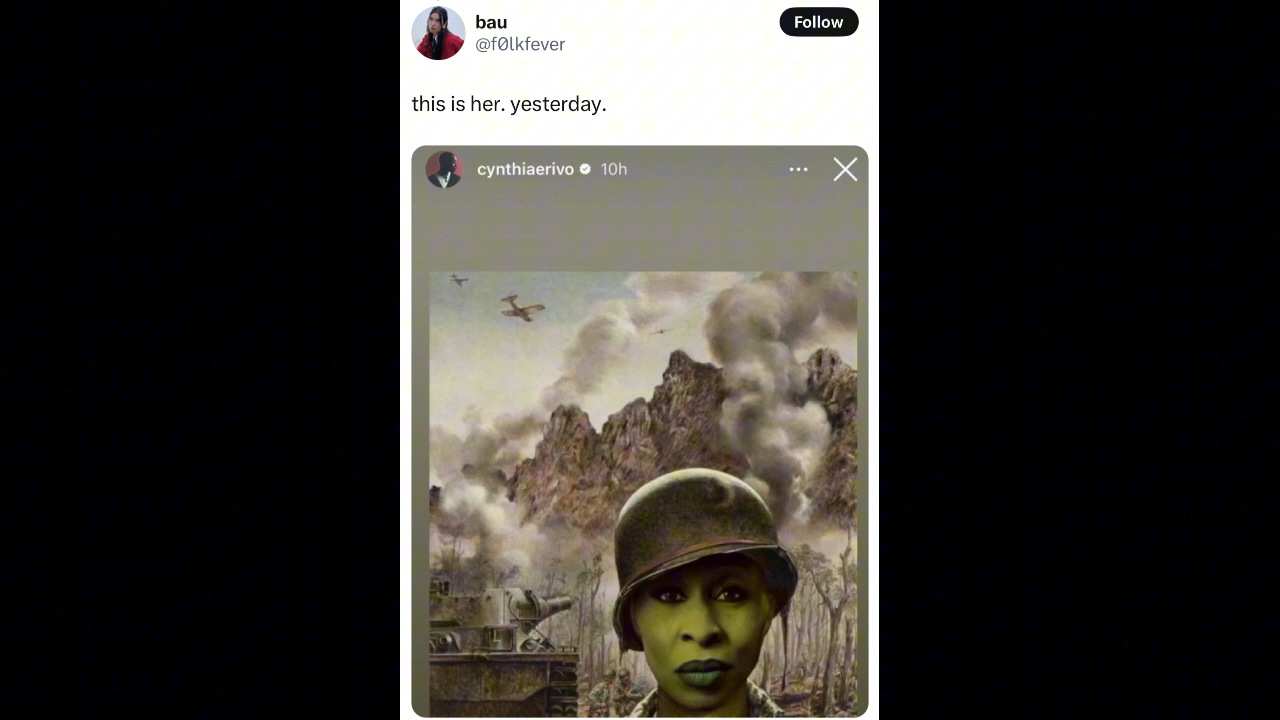 bau
Follow
@f0lkfever
this is her. yesterday.
cynthiaerivo 10h